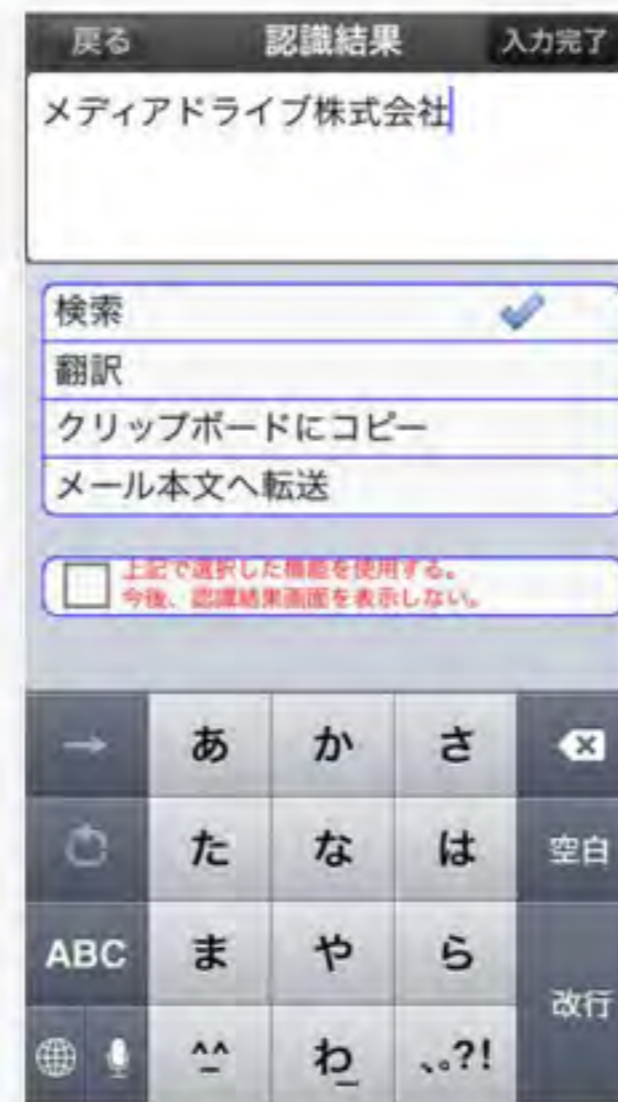 戻る 認識結果 入力完了
メディアドライブ株式会社
検索
翻訳
クリップボードにコピー
メール本文へ転送
上記で選択した機能を使用する。
今後、認識結果画面を表示しない。
→ あ か さ
た な は 空白
ABC ま や ら
改行
^_^ わ_ 、。?!